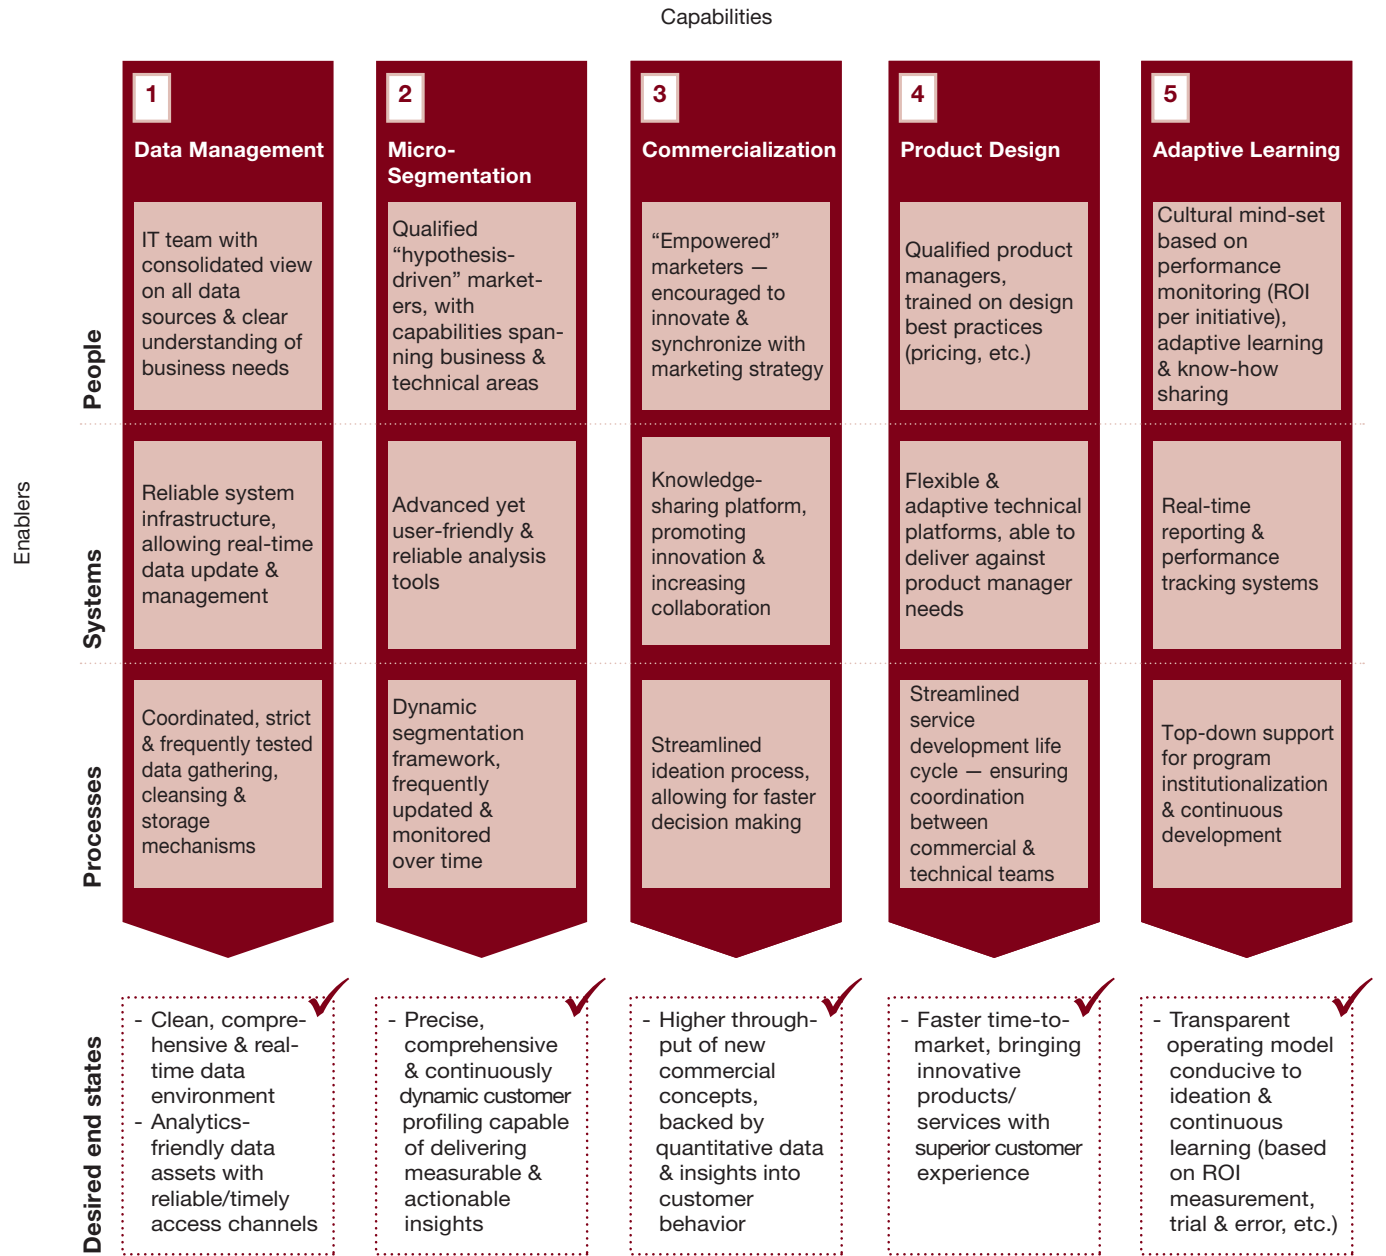 Capabilities
1
Data Management
2
Micro-
Segmentation
3
Commercialization
4
Product Design
5
Adaptive Learning
Enablers
People
IT team with
consolidated view
on all data
sources & clear
understanding of
business needs
Qualified
“hypothesis-
driven” market-
ers, with
capabilities span-
ning business &
technical areas
“Empowered”
marketers —
encouraged to
innovate &
synchronize with
marketing strategy
Qualified product
managers,
trained on design
best practices
(pricing, etc.)
Cultural mind-set
based on
performance
monitoring (ROI
per initiative),
adaptive learning
& know-how
sharing
Systems
Reliable system
infrastructure,
allowing real-time
data update &
management
Advanced yet
user-friendly &
reliable analysis
tools
Knowledge-
sharing platform,
promoting
innovation &
increasing
collaboration
Flexible &
adaptive technical
platforms, able to
deliver against
product manager
needs
Real-time
reporting &
performance
tracking systems
Processes
Coordinated, strict
& frequently tested
data gathering,
cleansing &
storage
mechanisms
Dynamic
segmentation
framework,
frequently
updated &
monitored
over time
Streamlined
ideation process,
allowing for faster
decision making
Streamlined
service
development life
cycle — ensuring
coordination
between
commercial &
technical teams
Top-down support
for program
institutionalization
& continuous
development
Desired end states
- Clean, compre-
hensive & real-
time data
environment
- Analytics-
friendly data
assets with
reliable/timely
access channels
- Precise,
comprehensive
& continuously
dynamic customer
profiling capable
of delivering
measurable &
actionable
insights
- Higher through-
put of new
commercial
concepts,
backed by
quantitative data
& insights into
customer
behavior
- Faster time-to-
market, bringing
innovative
products/
services with
superior customer
experience
- Transparent
operating model
conducive to
ideation &
continuous
learning (based
on ROI
measurement,
trial & error, etc.)